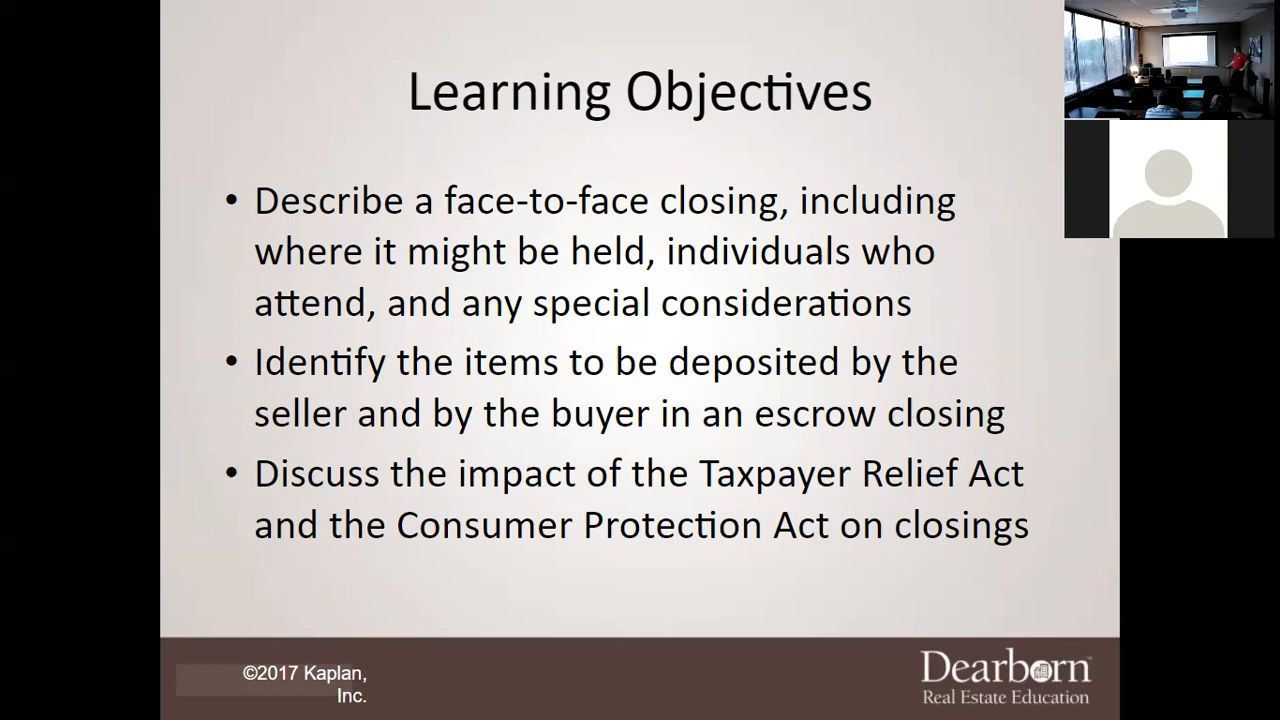 Learning Objectives
• Describe a face-to-face closing, including
where it might be held, individuals who
attend, and any special considerations
• Identify the items to be deposited by the
seller and by the buyer in an escrow closing
• Discuss the impact of the Taxpayer Relief Act
and the Consumer Protection Act on closings
©2017 Kaplan,
Inc.
Dearborn™
Real Estate Education